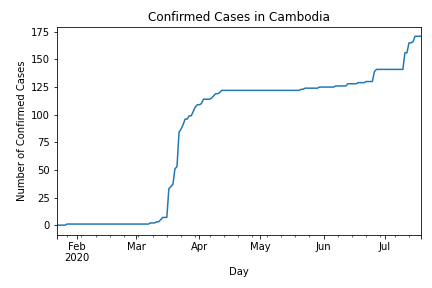 Confirmed Cases in Cambodia
Number of Confirmed Cases
175
150
125
100
75
50
25
0
Feb Mar Apr May Jun Jul
2020
Day